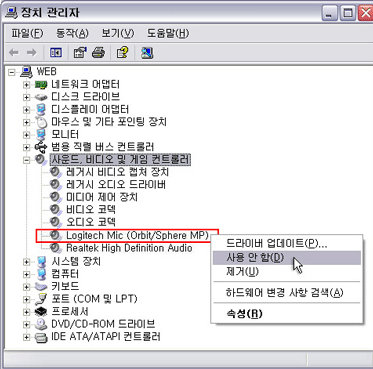 장치 관리자
파일(F) 동작(A) 보기(V) 도움말(H)
WEB
네트워크 어댑터
디스크 드라이브
디스플레이 어댑터
마우스 및 기타 포인팅 장치
모니터
범용 직렬 버스 컨트롤러
사운드, 비디오 및 게임 컨트롤러
레거시 비디오 캡처 장치
레거시 오디오 드라이버
미디어 제어 장치
비디오 코덱
오디오 코덱
Logitech Mic (Orbit/Sphere MP)
Realtek High Definition Audio
시스템 장치
컴퓨터
키보드
포트 (COM 및 LPT)
프로세서
DVD/CD-ROM 드라이브
IDE ATA/ATAPI 컨트롤러
드라이버 업데이트(P)...
사용 안 함(D)
제거(U)
하드웨어 변경 사항 검색(A)
속성(R)